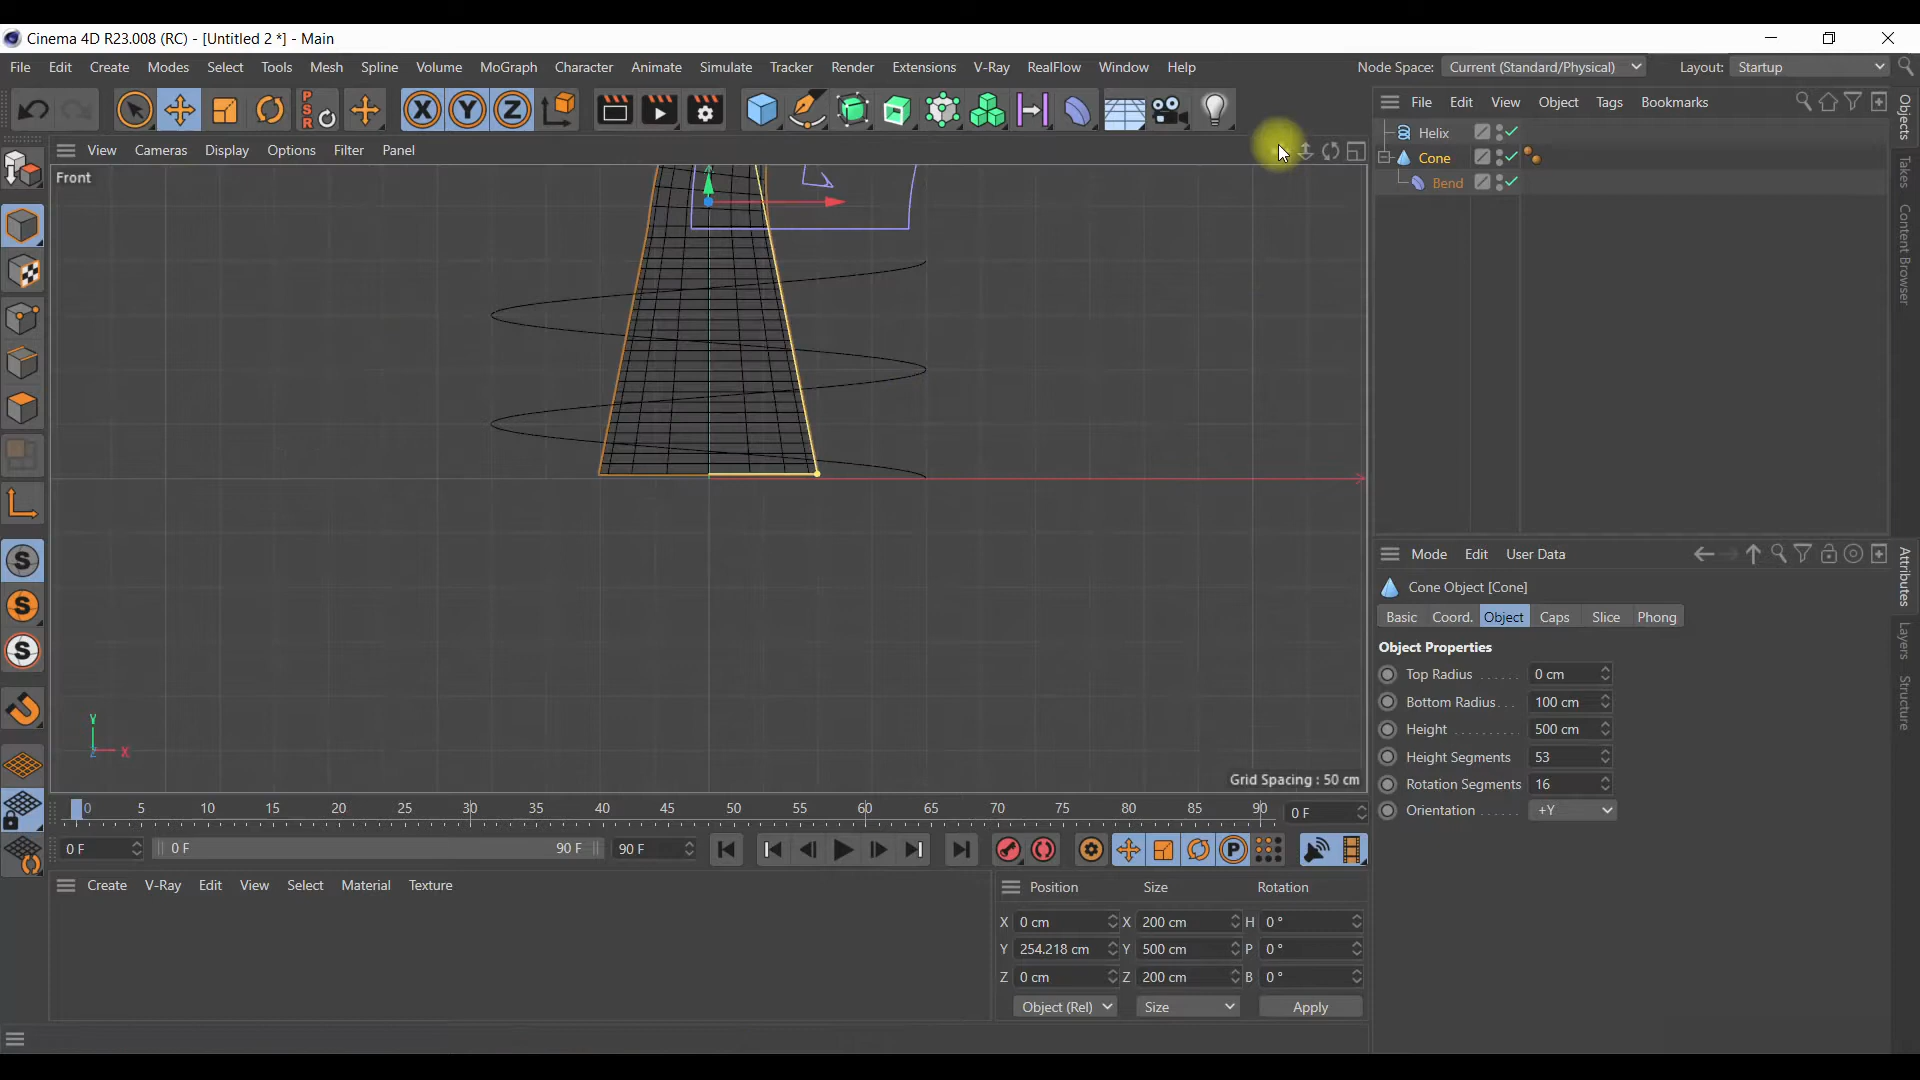 Cinema 4D R23.008 (RC) - [Untitled 2 *] - Main
File Edit Create Modes Select Tools Mesh Spline Volume MoGraph Character Animate Simulate Tracker Render Extensions V-Ray RealFlow Window Help Node Space: Current (Standard/Physical) Layout: Startup
P S R X Y Z
File Edit View Object Tags Bookmarks
View Cameras Display Options Filter Panel
Front
Helix
Cone
Bend
Objects
Takes
Content Browser
S
S
S
Mode Edit User Data
Cone Object [Cone]
Basic Coord. Object Caps Slice Phong
Object Properties
Top Radius 0 cm
Bottom Radius 100 cm
Height 500 cm
Height Segments 53
Rotation Segments 16
Orientation +Y
Attributes
Layers
Structure
Y
Z X
Grid Spacing : 50 cm
0 5 10 15 20 25 30 35 40 45 50 55 60 65 70 75 80 85 90 0 F
0 F 0 F 90 F 90 F P
Create V-Ray Edit View Select Material Texture
Position Size Rotation
X 0 cm X 200 cm H 0 °
Y 254.218 cm Y 500 cm P 0 °
Z 0 cm Z 200 cm B 0 °
Object (Rel) Size Apply